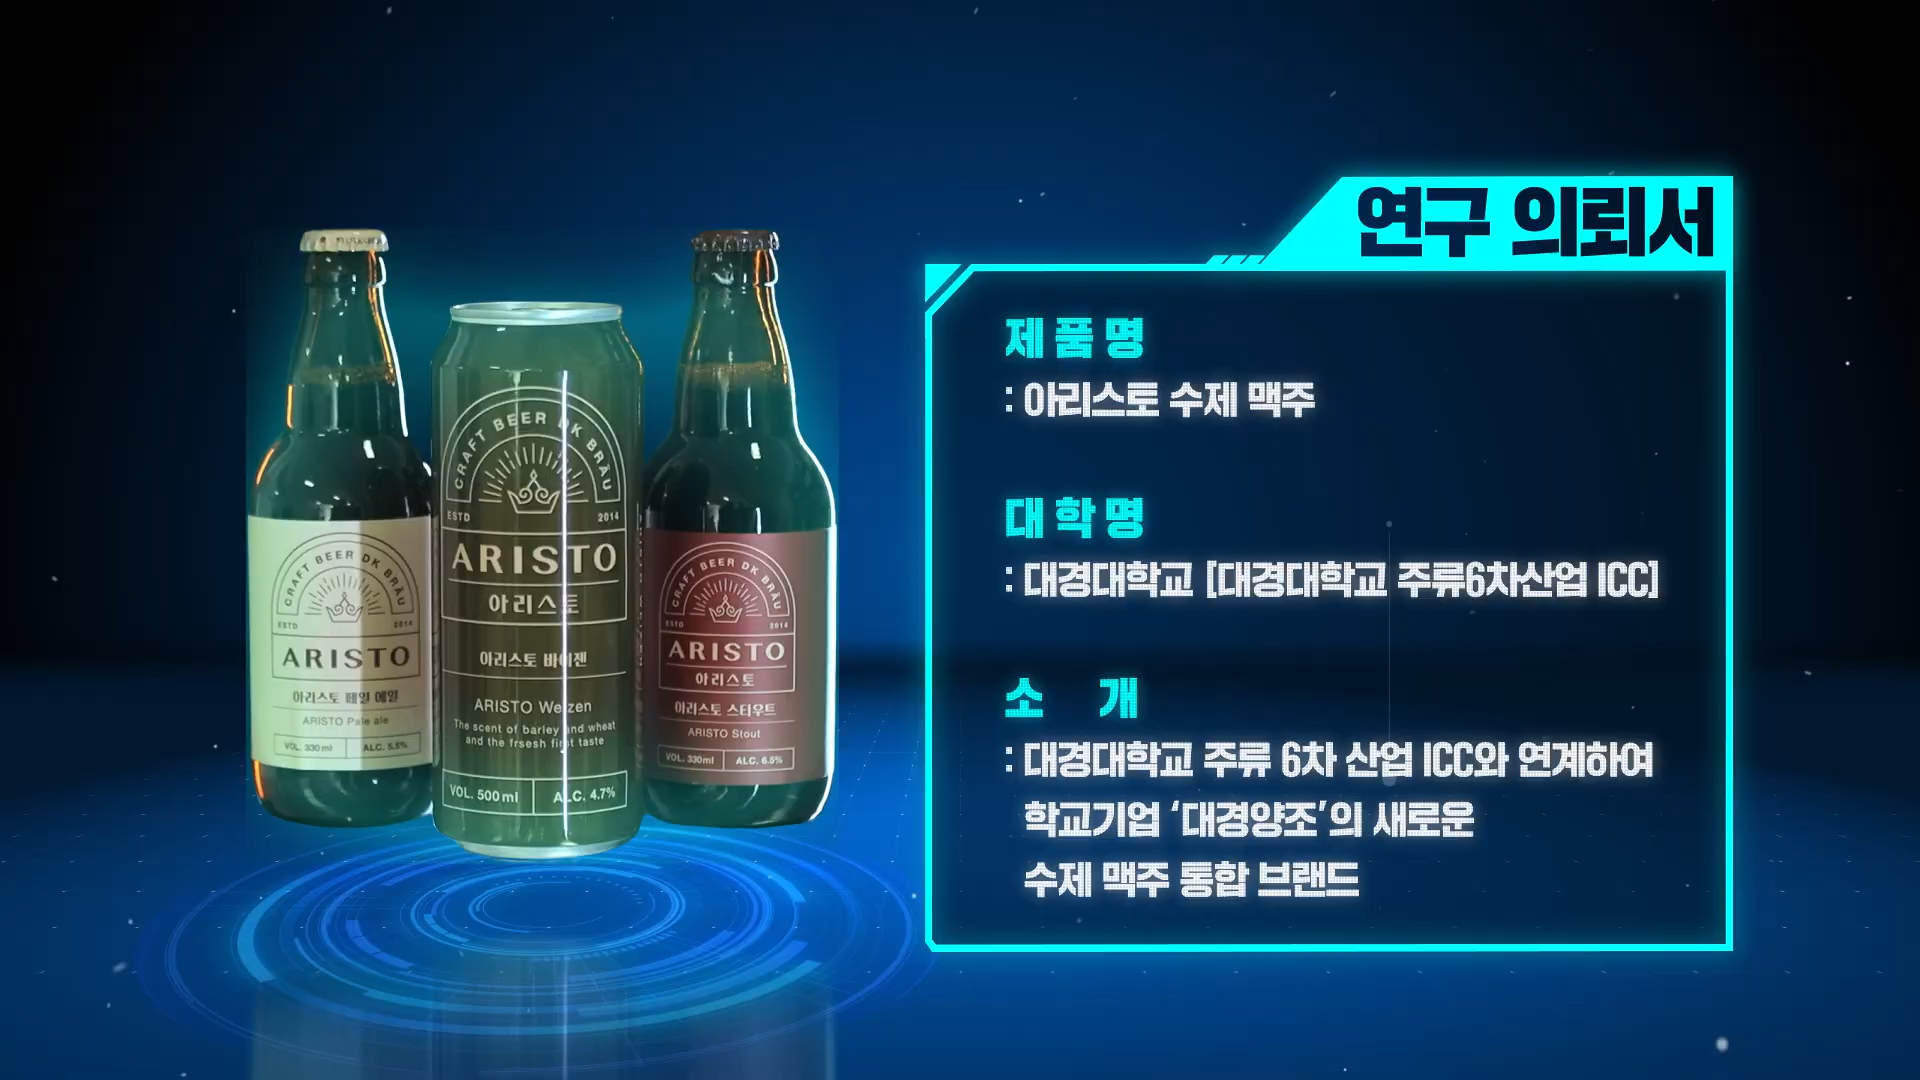 연구 의뢰서
제품명
: 아리스토 수제 맥주
대학명
: 대경대학교 [대경대학교 주류6차산업 ICC]
소 개
: 대경대학교 주류 6차 산업 ICC와 연계하여
학교기업 ‘대경양조’의 새로운
수제 맥주 통합 브랜드
CRAFT BEER DK BRÄU
ESTD 2014
ARISTO
아리스토 페일 에일
ARISTO Pale ale
VOL. 330ml ALC. 5.5%
CRAFT BEER DK BRÄU
ESTD 2014
ARISTO
아리스토
아리스토 바이젠
ARISTO Weizen
The scent of barley and wheat
and the frsesh first taste
VOL. 500ml ALC. 4.7%
CRAFT BEER DK BRÄU
ESTD 2014
ARISTO
아리스토
아리스토 스타우트
ARISTO Stout
VOL. 330ml ALC. 6.5%